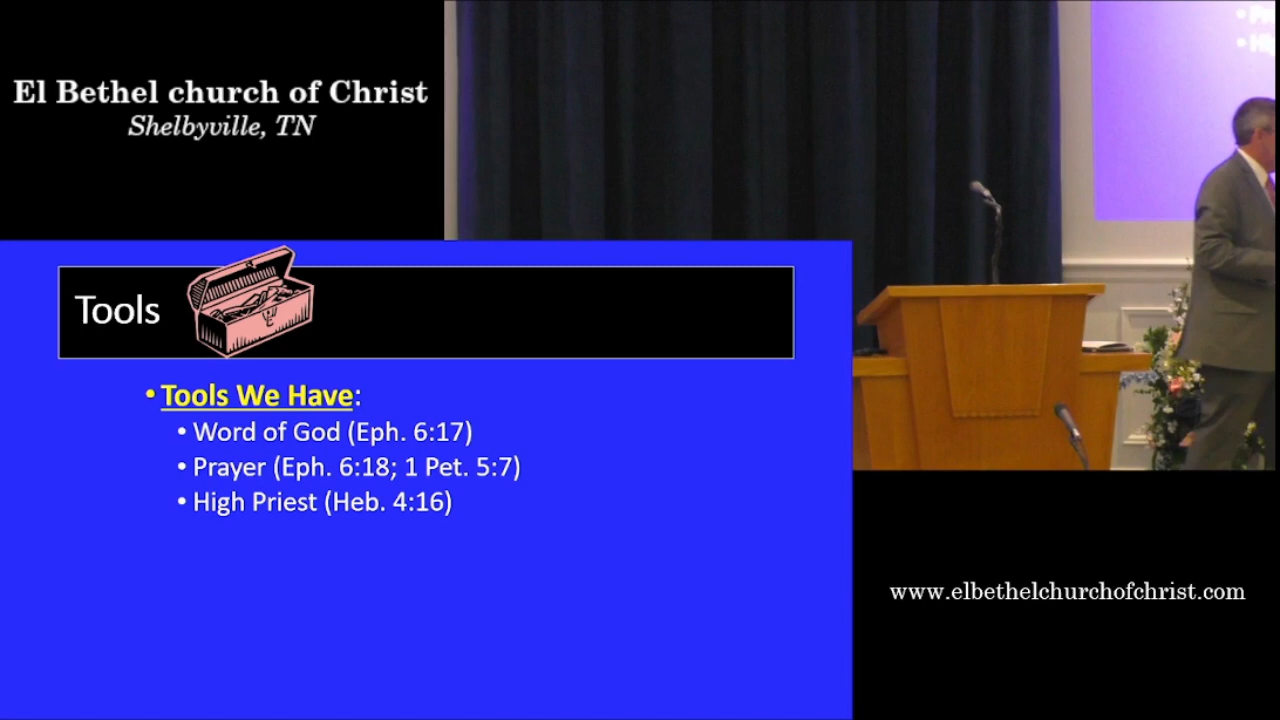 El Bethel church of Christ
Shelbyville, TN
Tools
• Tools We Have:
• Word of God (Eph. 6:17)
• Prayer (Eph. 6:18; 1 Pet. 5:7)
• High Priest (Heb. 4:16)
www.elbethelchurchofchrist.com